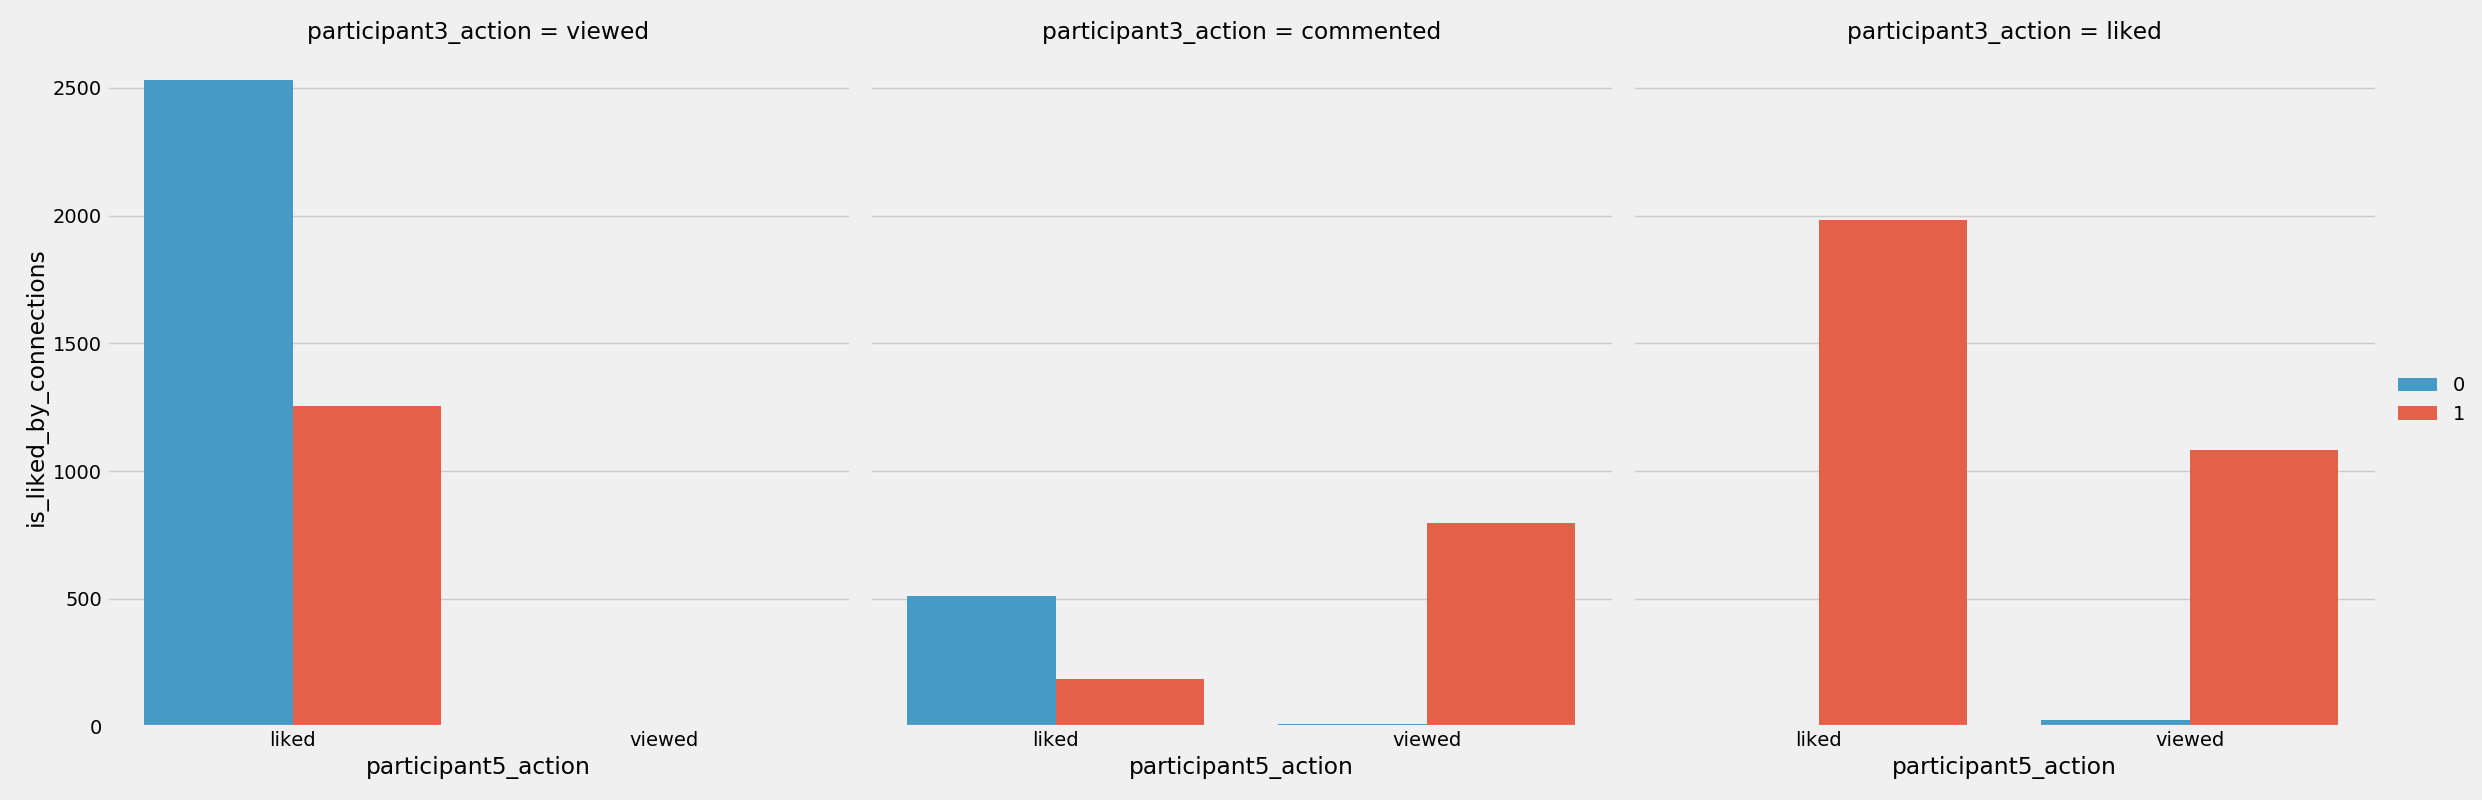 participant3_action = viewed
participant3_action = commented
participant3_action = liked
is_liked_by_connections
2500
2000
1500
1000
500
0
liked
viewed
participant5_action
liked
viewed
participant5_action
liked
viewed
participant5_action
0
1